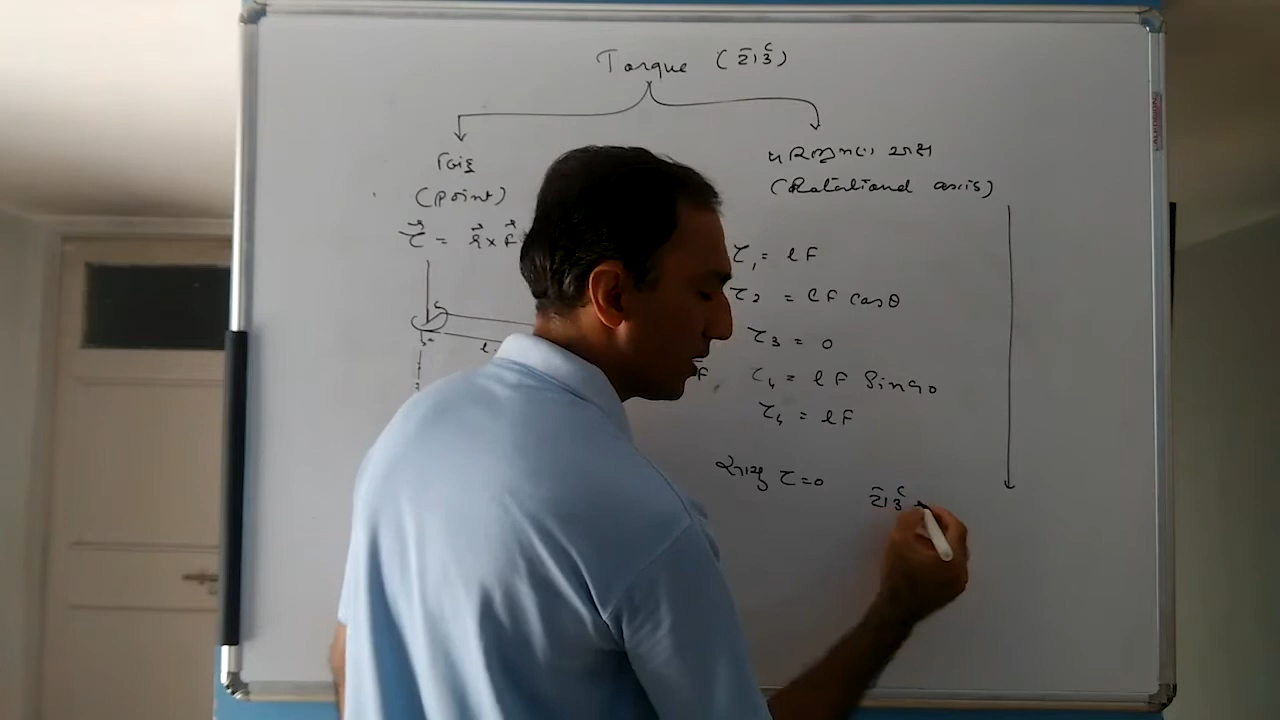 Torque (ટોર્ક)
બિંદુ
(Point)
પરિભ્રમણ અક્ષ
(Rotational axis)
τ⃗ = r⃗ × F⃗
τ₁ = lF
τ₂ = lF cosθ
τ₃ = 0
τ₄ = lF Sin90
τ₄ = lF
F
τ = 0
ટોર્ક